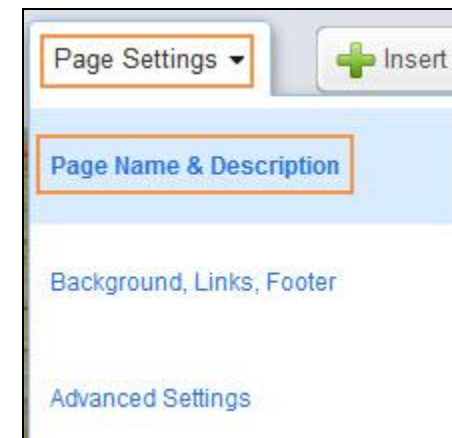 Page Settings Insert
Page Name & Description
Background, Links, Footer
Advanced Settings